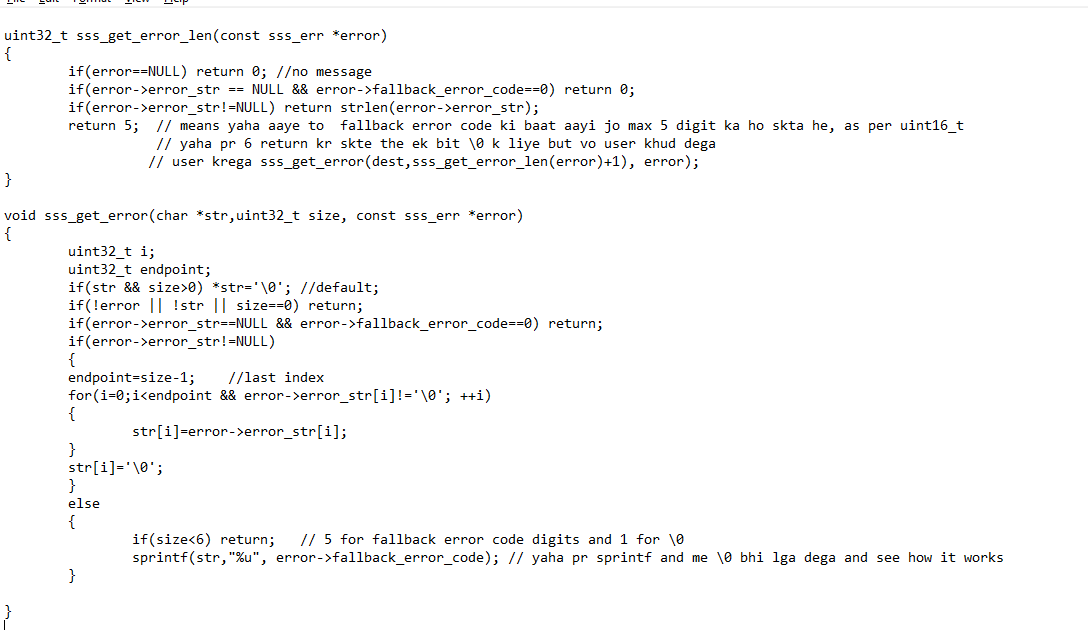 File Edit Format View Help
uint32_t sss_get_error_len(const sss_err *error)
{
        if(error==NULL) return 0; //no message
        if(error->error_str == NULL && error->fallback_error_code==0) return 0;
        if(error->error_str!=NULL) return strlen(error->error_str);
        return 5;  // means yaha aaye to  fallback error code ki baat aayi jo max 5 digit ka ho skta he, as per uint16_t
                   // yaha pr 6 return kr skte the ek bit \0 k liye but vo user khud dega
                  // user krega sss_get_error(dest,sss_get_error_len(error)+1), error);
}

void sss_get_error(char *str,uint32_t size, const sss_err *error)
{
        uint32_t i;
        uint32_t endpoint;
        if(str && size>0) *str='\0'; //default;
        if(!error || !str || size==0) return;
        if(error->error_str==NULL && error->fallback_error_code==0) return;
        if(error->error_str!=NULL)
        {
        endpoint=size-1;    //last index
        for(i=0;i<endpoint && error->error_str[i]!='\0'; ++i)
        {
                str[i]=error->error_str[i];
        }
        str[i]='\0';
        }
        else
        {
                if(size<6) return;   // 5 for fallback error code digits and 1 for \0
                sprintf(str,"%u", error->fallback_error_code); // yaha pr sprintf and me \0 bhi lga dega and see how it works
        }

}